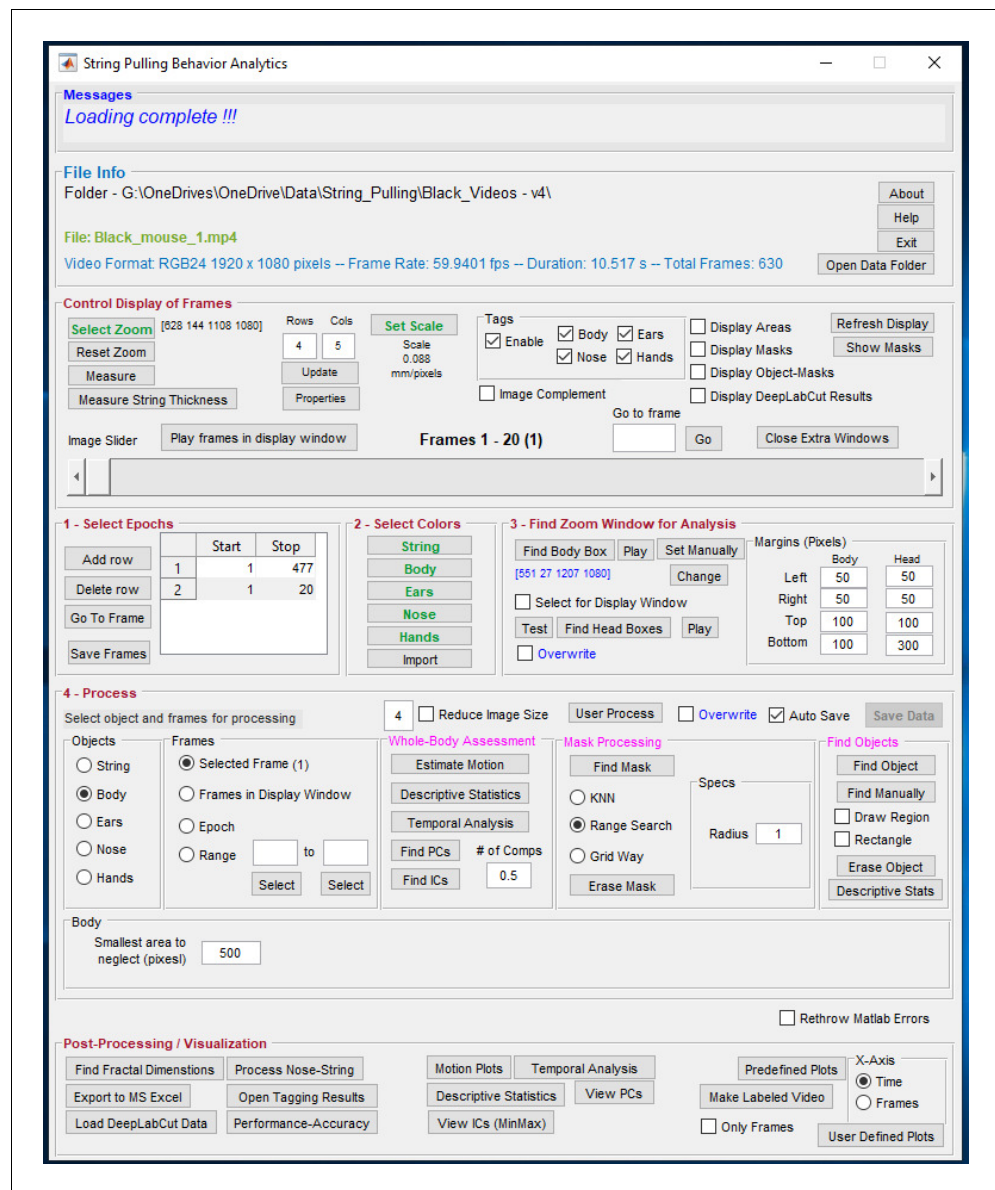 String Pulling Behavior Analytics
Messages
Loading complete !!!
File Info
Folder - G:\OneDrives\OneDrive\Data\String_Pulling\Black_Videos - v4\
About
Help
File: Black_mouse_1.mp4
Exit
Video Format: RGB24 1920 x 1080 pixels -- Frame Rate: 59.9401 fps -- Duration: 10.517 s -- Total Frames: 630
Open Data Folder
Control Display of Frames
Select Zoom [628 144 1108 1080]
Reset Zoom
Measure
Measure String Thickness
Rows Cols
4 5
Update
Properties
Set Scale
Scale
0.088
mm/pixels
Tags
Enable Body Ears
Nose Hands
Image Complement
Display Areas
Display Masks
Display Object-Masks
Display DeepLabCut Results
Refresh Display
Show Masks
Go to frame
Image Slider Play frames in display window Frames 1 - 20 (1) Go Close Extra Windows
1 - Select Epochs
Add row
Delete row
Go To Frame
Save Frames
Start Stop
1 1 477
2 1 20
2 - Select Colors
String
Body
Ears
Nose
Hands
Import
3 - Find Zoom Window for Analysis
Find Body Box Play Set Manually
[551 27 1207 1080] Change
Select for Display Window
Test Find Head Boxes Play
Overwrite
Margins (Pixels)
Body Head
Left 50 50
Right 50 50
Top 100 100
Bottom 100 300
4 - Process
Select object and frames for processing 4 Reduce Image Size User Process Overwrite Auto Save Save Data
Objects
String
Body
Ears
Nose
Hands
Frames
Selected Frame (1)
Frames in Display Window
Epoch
Range to
Select Select
Whole-Body Assessment
Estimate Motion
Descriptive Statistics
Temporal Analysis
Find PCs # of Comps
Find ICs 0.5
Mask Processing
Find Mask
KNN
Range Search
Grid Way
Erase Mask
Specs
Radius 1
Find Objects
Find Object
Find Manually
Draw Region
Rectangle
Erase Object
Descriptive Stats
Body
Smallest area to
neglect (pixesl) 500
Rethrow Matlab Errors
Post-Processing / Visualization
Find Fractal Dimenstions Process Nose-String Motion Plots Temporal Analysis Predefined Plots
Export to MS Excel Open Tagging Results Descriptive Statistics View PCs Make Labeled Video
Load DeepLabCut Data Performance-Accuracy View ICs (MinMax) Only Frames
X-Axis
Time
Frames
User Defined Plots